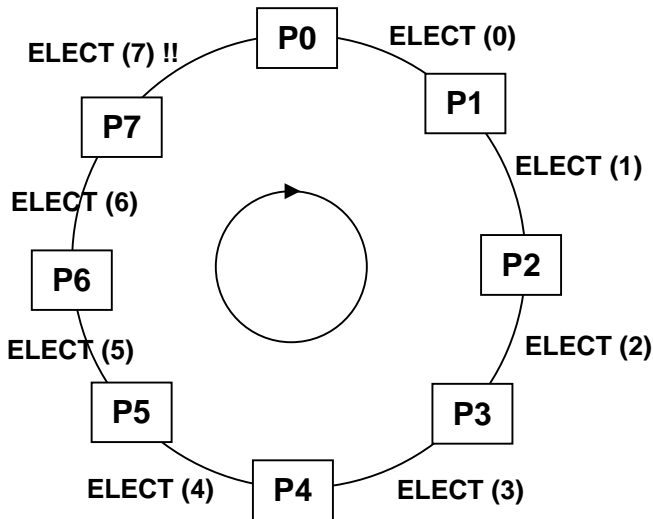 P0
ELECT (0)
ELECT (7) !!
P1
P7
ELECT (1)
ELECT (6)
P2
P6
ELECT (2)
ELECT (5)
P3
P5
ELECT (4)
P4
ELECT (3)